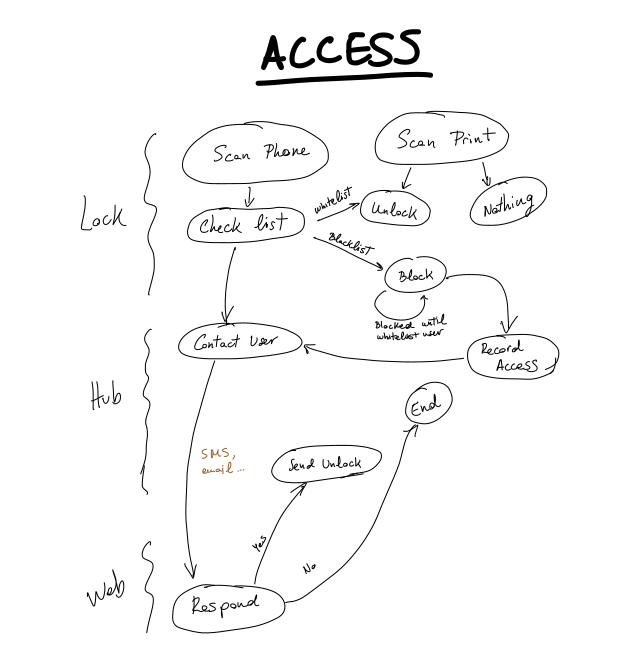 ACCESS
Scan Phone
Scan Print
Lock
Check list
whitelist
Unlock
Nothing
Blacklist
Block
Blocked until
whitelist user
Contact User
Record
Access
Hub
End
SMS,
email...
Send Unlock
Yes
No
Web
Respond